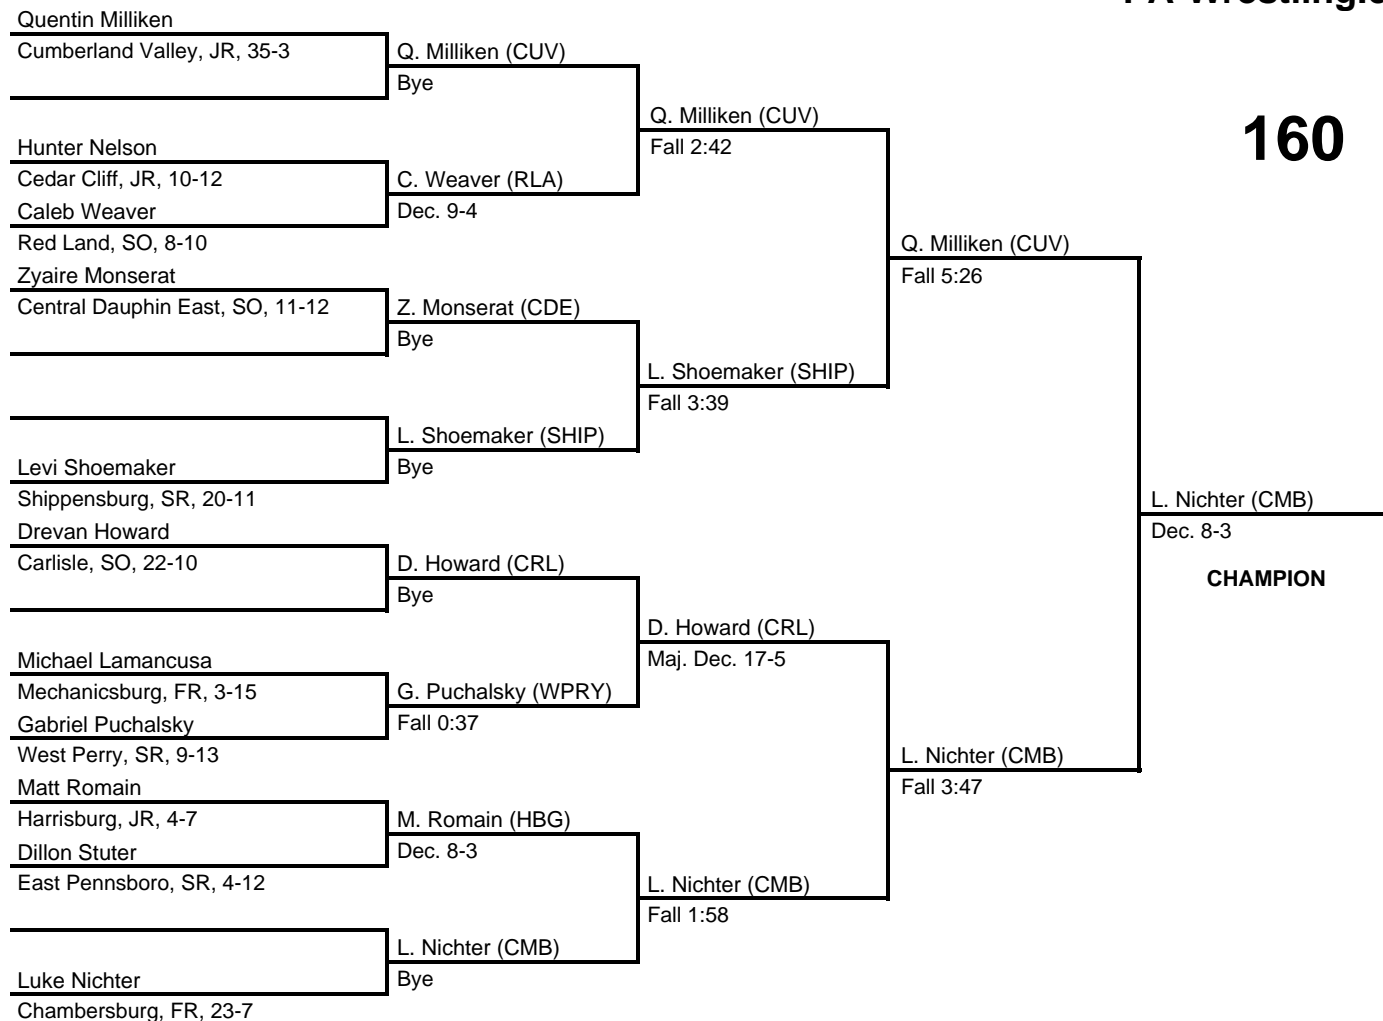 Quentin Milliken
Cumberland Valley, JR, 35-3
Hunter Nelson
Cedar Cliff, JR, 10-12
Caleb Weaver
Red Land, SO, 8-10
Zyaire Monserat
Central Dauphin East, SO, 11-12
Levi Shoemaker
Shippensburg, SR, 20-11
Drevan Howard
Carlisle, SO, 22-10
Michael Lamancusa
Mechanicsburg, FR, 3-15
Gabriel Puchalsky
West Perry, SR, 9-13
Matt Romain
Harrisburg, JR, 4-7
Dillon Stuter
East Pennsboro, SR, 4-12
Luke Nichter
Chambersburg, FR, 23-7
Q. Milliken (CUV)
Bye
C. Weaver (RLA)
Dec. 9-4
Z. Monserat (CDE)
Bye
L. Shoemaker (SHIP)
Bye
D. Howard (CRL)
Bye
G. Puchalsky (WPRY)
Fall 0:37
M. Romain (HBG)
Dec. 8-3
L. Nichter (CMB)
Bye
Q. Milliken (CUV)
Fall 2:42
L. Shoemaker (SHIP)
Fall 3:39
D. Howard (CRL)
Maj. Dec. 17-5
L. Nichter (CMB)
Fall 1:58
Q. Milliken (CUV)
Fall 5:26
L. Nichter (CMB)
Fall 3:47
160
L. Nichter (CMB)
Dec. 8-3
CHAMPION